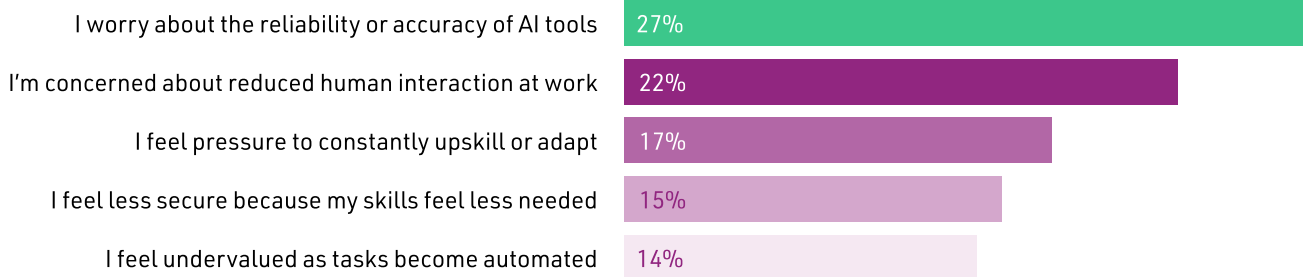 I worry about the reliability or accuracy of AI tools 27%
I’m concerned about reduced human interaction at work 22%
I feel pressure to constantly upskill or adapt 17%
I feel less secure because my skills feel less needed 15%
I feel undervalued as tasks become automated 14%